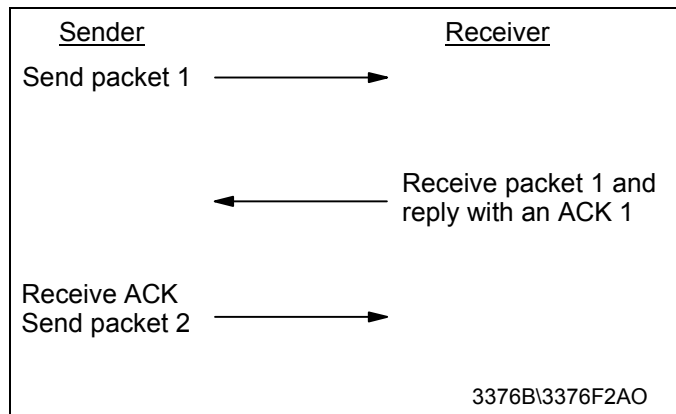 Sender
Receiver
Send packet 1
Receive packet 1 and
reply with an ACK 1
Receive ACK
Send packet 2
3376B\3376F2AO